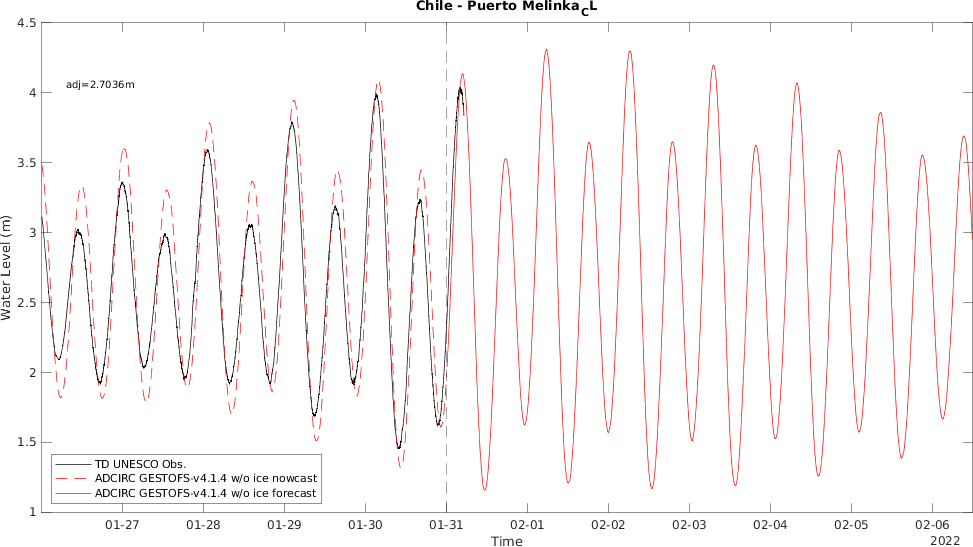 Chile - Puerto Melinka_CL
4.5
4
3.5
3
2.5
2
1.5
1
Water Level (m)
adj=2.7036m
TD UNESCO Obs.
ADCIRC GESTOFS-v4.1.4 w/o ice nowcast
ADCIRC GESTOFS-v4.1.4 w/o ice forecast
01-27 01-28 01-29 01-30 01-31 02-01 02-02 02-03 02-04 02-05 02-06
Time 2022